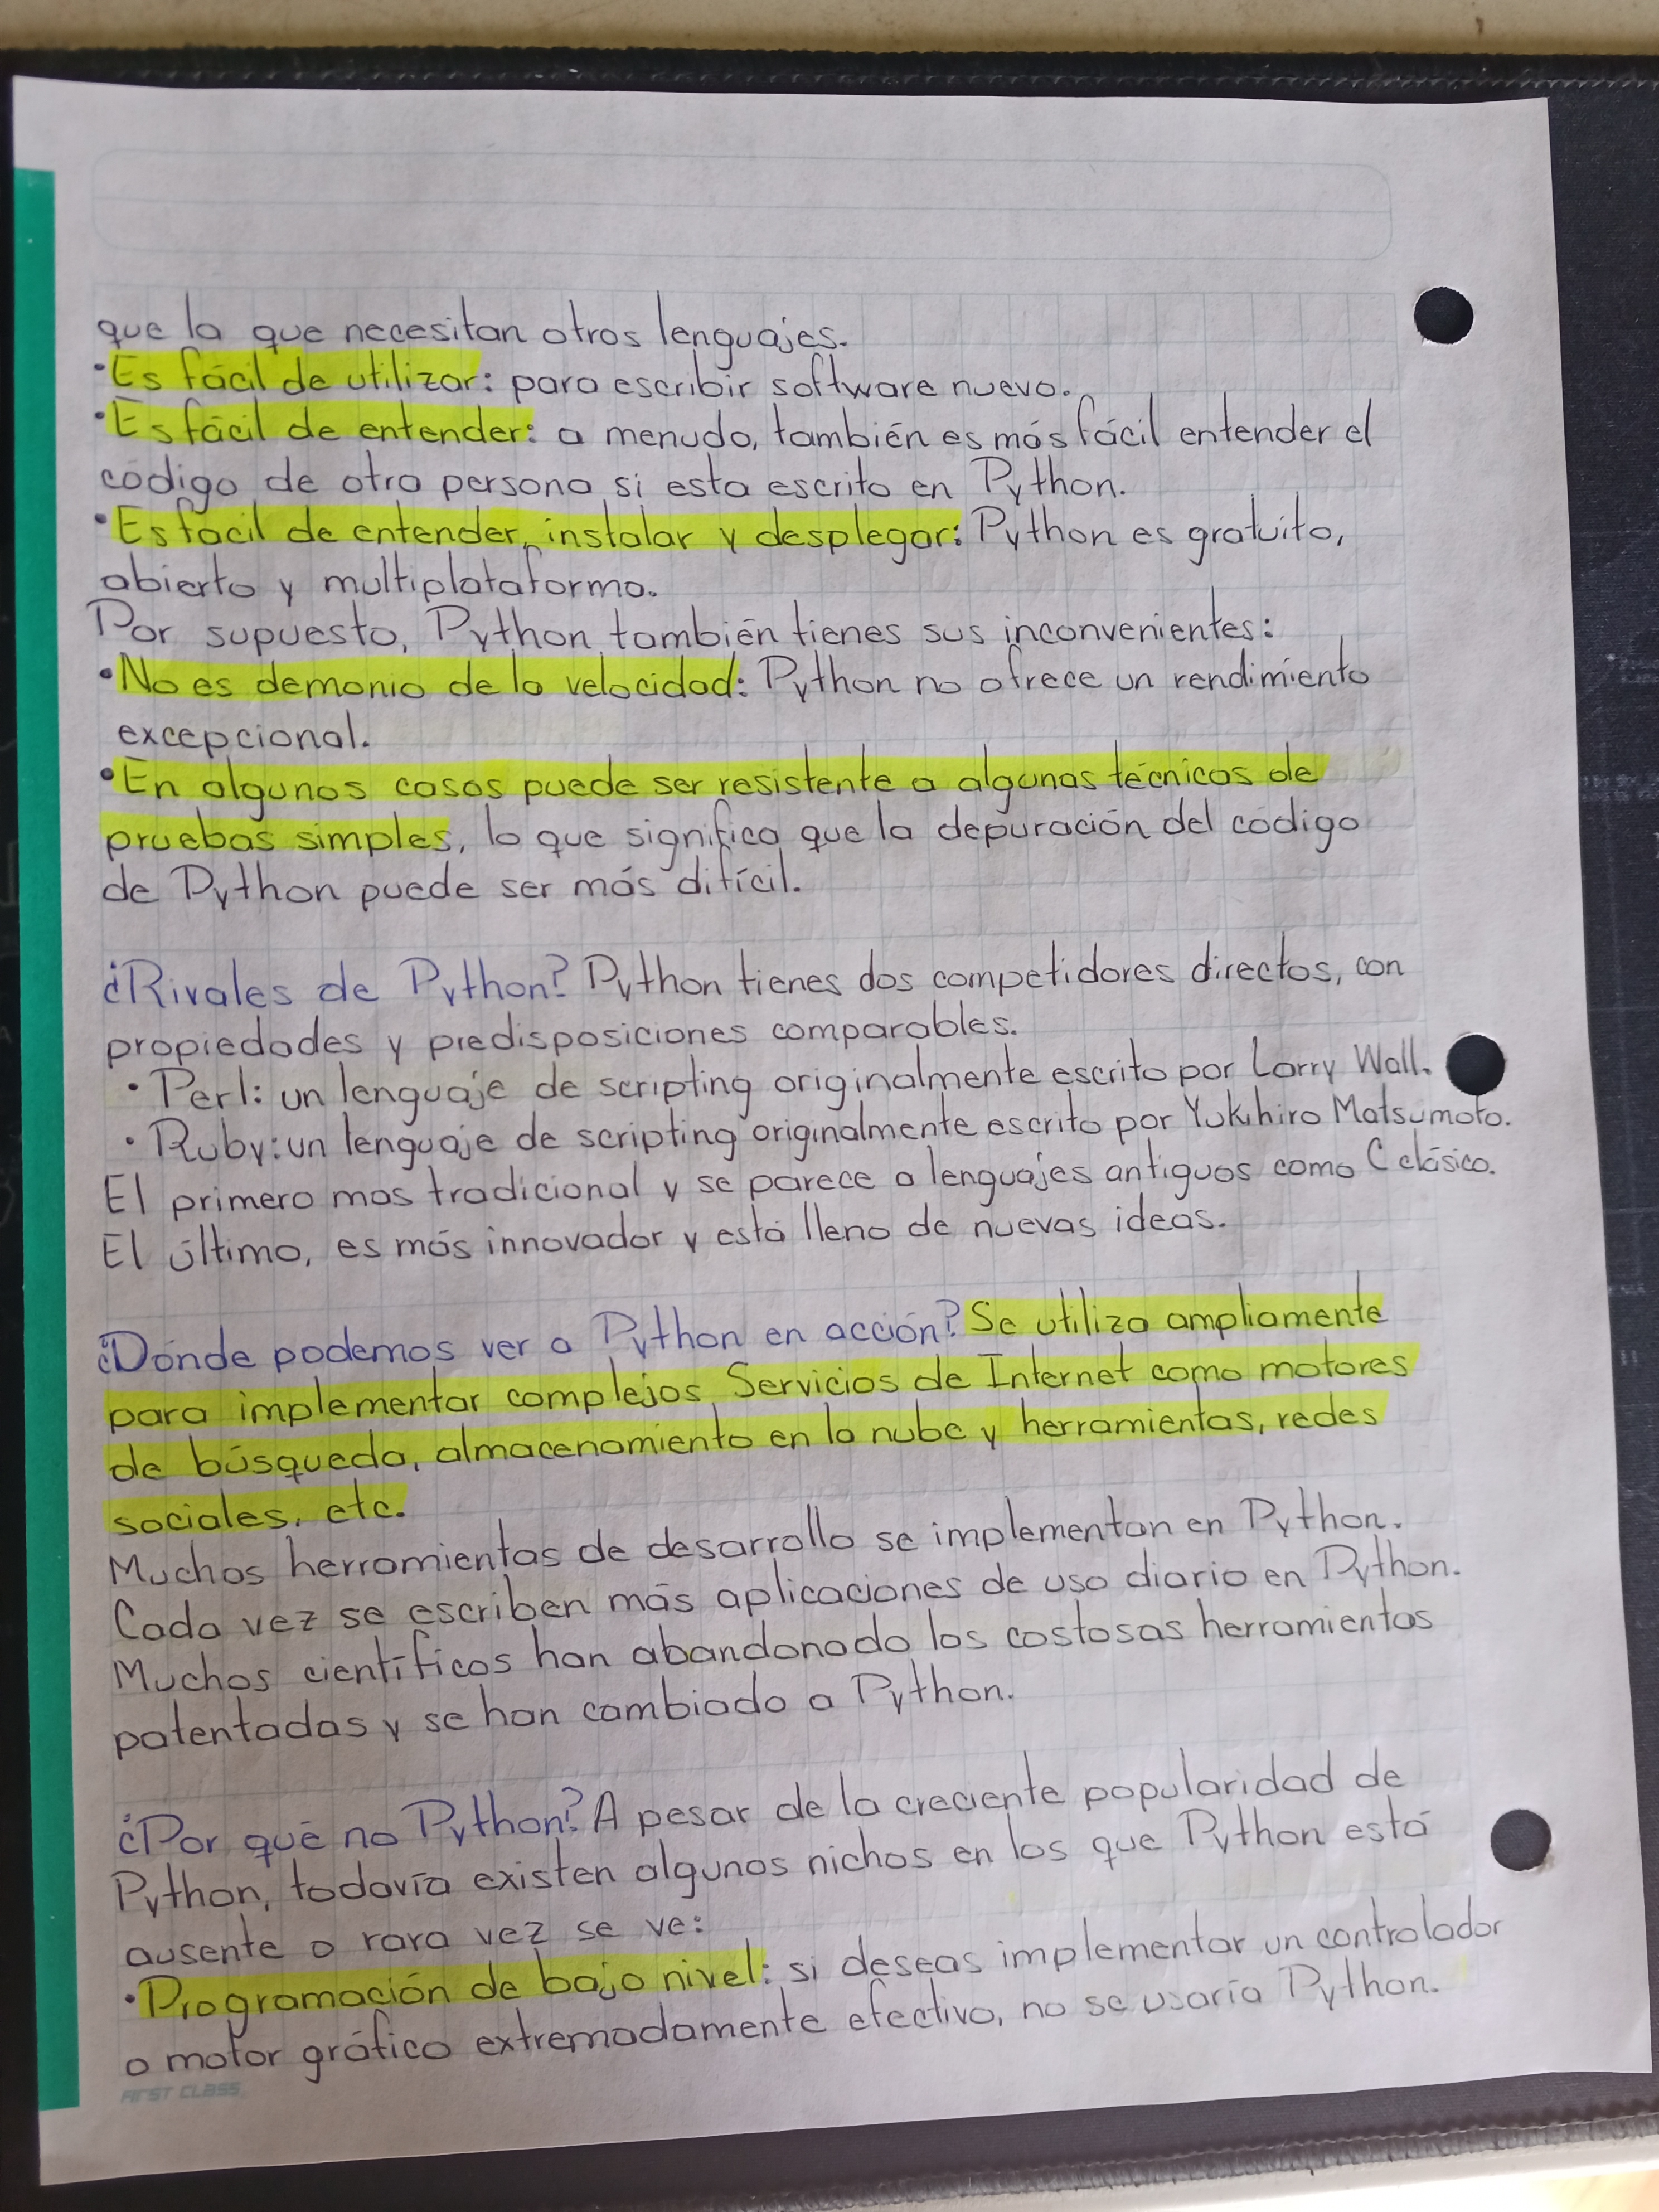 que la que necesitan otros lenguajes.
•Es fácil de utilizar: para escribir software nuevo.
•Es fácil de entender: a menudo, también es más fácil entender el
código de otra persona si esta escrito en Python.
•Es facil de entender, instalar y desplegar: Python es gratuito,
abierto y multiplataforma.
Por supuesto, Python también tienes sus inconvenientes:
•No es demonio de la velocidad: Python no ofrece un rendimiento
excepcional.
•En algunos casos puede ser resistente a algunas técnicas de
pruebas simples, lo que significa que la depuración del código
de Python puede ser más difícil.
¿Rivales de Python? Python tienes dos competidores directos, con
propiedades y predisposiciones comparables.
• Perl: un lenguaje de scripting originalmente escrito por Larry Wall.
• Ruby: un lenguaje de scripting originalmente escrito por Yukihiro Matsumoto.
El primero mas tradicional y se parece a lenguajes antiguos como C clásico.
El último, es más innovador y está lleno de nuevas ideas.
¿Dónde podemos ver a Python en acción? Se utiliza ampliamente
para implementar complejos Servicios de Internet como motores
de búsqueda, almacenamiento en la nube y herramientas, redes
sociales, etc.
Muchas herramientas de desarrollo se implementan en Python.
Cada vez se escriben más aplicaciones de uso diario en Python.
Muchos científicos han abandonado las costosas herramientas
patentadas y se han cambiado a Python.
¿Por qué no Python? A pesar de la creciente popularidad de
Python, todavía existen algunos nichos en los que Python está
ausente o rara vez se ve:
•Programación de bajo nivel: si deseas implementar un controlador
o motor gráfico extremadamente efectivo, no se usaría Python.
FIRST CLASS